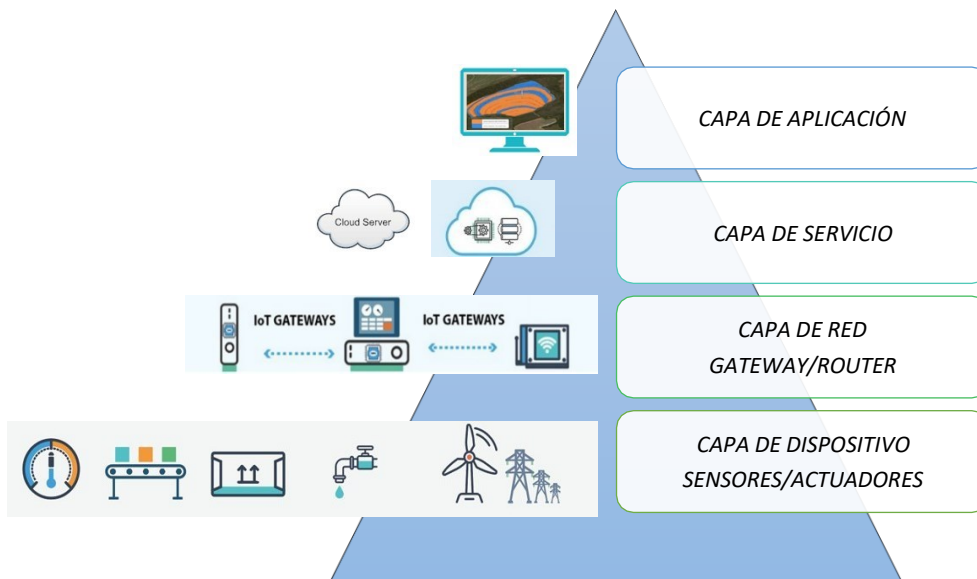 CAPA DE APLICACIÓN
Cloud Server
CAPA DE SERVICIO
IoT GATEWAYS
IoT GATEWAYS
CAPA DE RED
GATEWAY/ROUTER
CAPA DE DISPOSITIVO
SENSORES/ACTUADORES